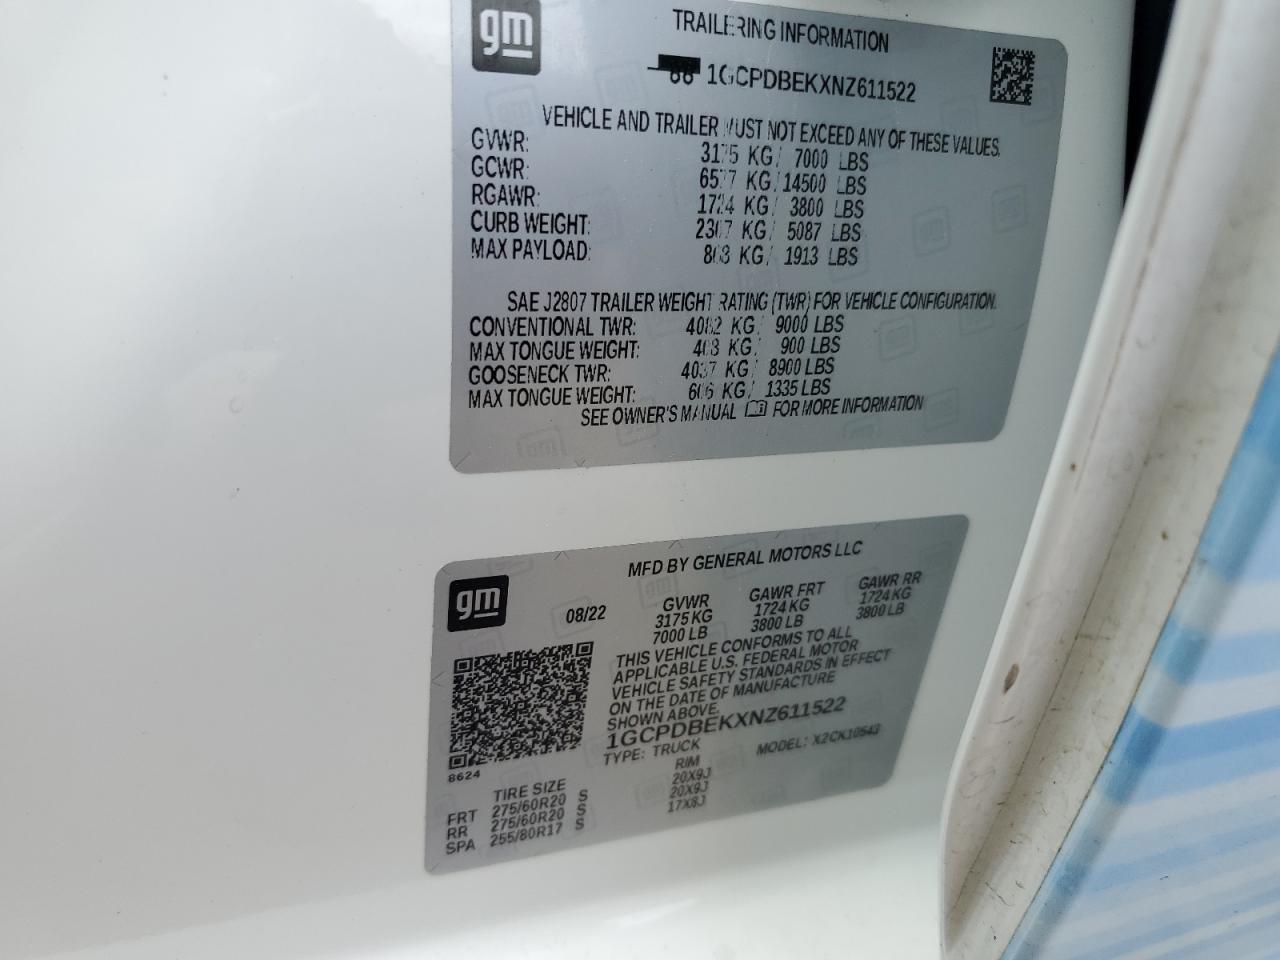 gm
TRAILERING INFORMATION
1GCPDBEKXNZ611522
VEHICLE AND TRAILER MUST NOT EXCEED ANY OF THESE VALUES.
GVWR: 3175 KG/ 7000 LBS
GCWR: 6577 KG/ 14500 LBS
RGAWR: 1724 KG/ 3800 LBS
CURB WEIGHT: 2307 KG/ 5087 LBS
MAX PAYLOAD: KG/ 1913 LBS
SAE J2807 TRAILER WEIGHT RATING (TWR) FOR VEHICLE CONFIGURATION.
CONVENTIONAL TWR: 4082 KG/ 9000 LBS
MAX TONGUE WEIGHT: 408 KG/ 900 LBS
GOOSENECK TWR: 4037 KG/ 8900 LBS
MAX TONGUE WEIGHT: 606 KG/ 1335 LBS
SEE OWNER'S MANUAL FOR MORE INFORMATION
gm
MFD BY GENERAL MOTORS LLC
08/22 GVWR GAWR FRT GAWR RR
3175 KG 1724 KG 1724 KG
7000 LB 3800 LB 3800 LB
THIS VEHICLE CONFORMS TO ALL
APPLICABLE U.S. FEDERAL MOTOR
VEHICLE SAFETY STANDARDS IN EFFECT
ON THE DATE OF MANUFACTURE
SHOWN ABOVE.
1GCPDBEKXNZ611522
TYPE: TRUCK MODEL: X2CK10543
8624
TIRE SIZE RIM
FRT 275/60R20 S 20X9J
RR 275/60R20 S 20X9J
SPA 255/80R17 S 17X8J